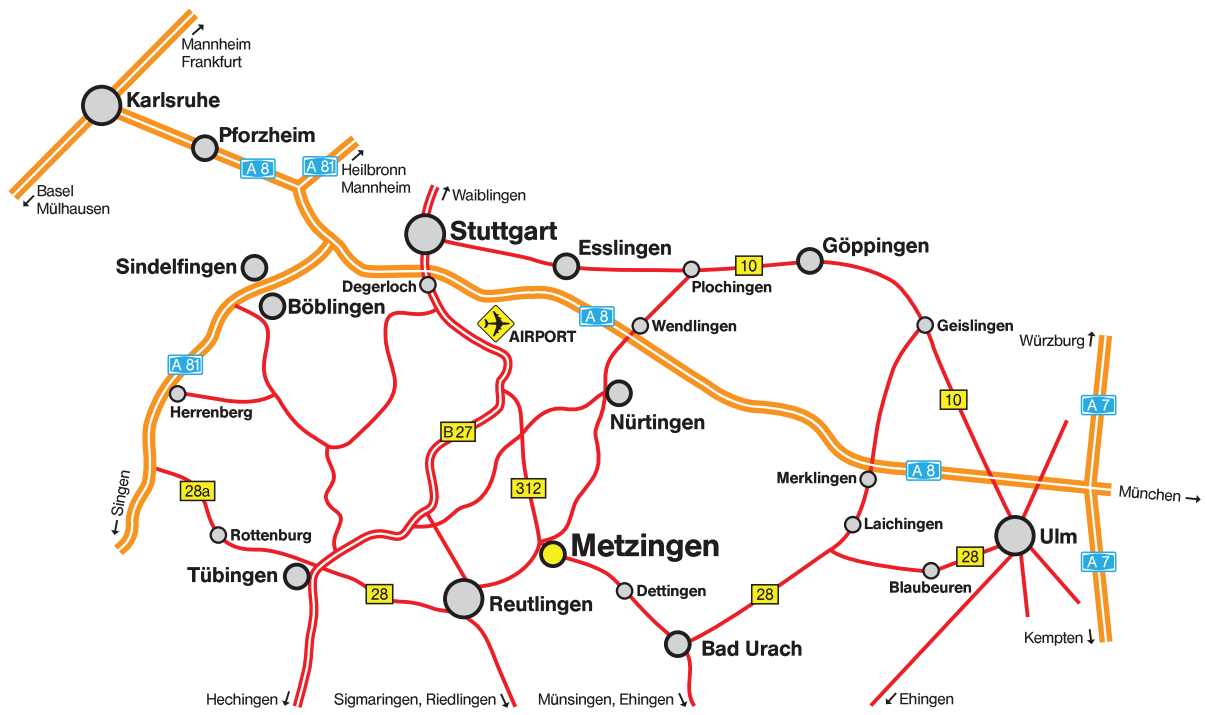 Mannheim
Frankfurt
Karlsruhe
Pforzheim
A 8
A 81
Heilbronn
Mannheim
Basel
Mülhausen
Waiblingen
Stuttgart
Esslingen
Göppingen
10
Plochingen
Sindelfingen
Degerloch
Böblingen
A 8
AIRPORT
Wendlingen
Geislingen
Würzburg
A 81
Herrenberg
Nürtingen
10
A 7
B 27
Merklingen
A 8
München
Singen
28a
312
Laichingen
Ulm
Rottenburg
Metzingen
28
A 7
Tübingen
28
Reutlingen
Dettingen
28
Blaubeuren
Bad Urach
Kempten
Hechingen
Sigmaringen, Riedlingen
Münsingen, Ehingen
Ehingen